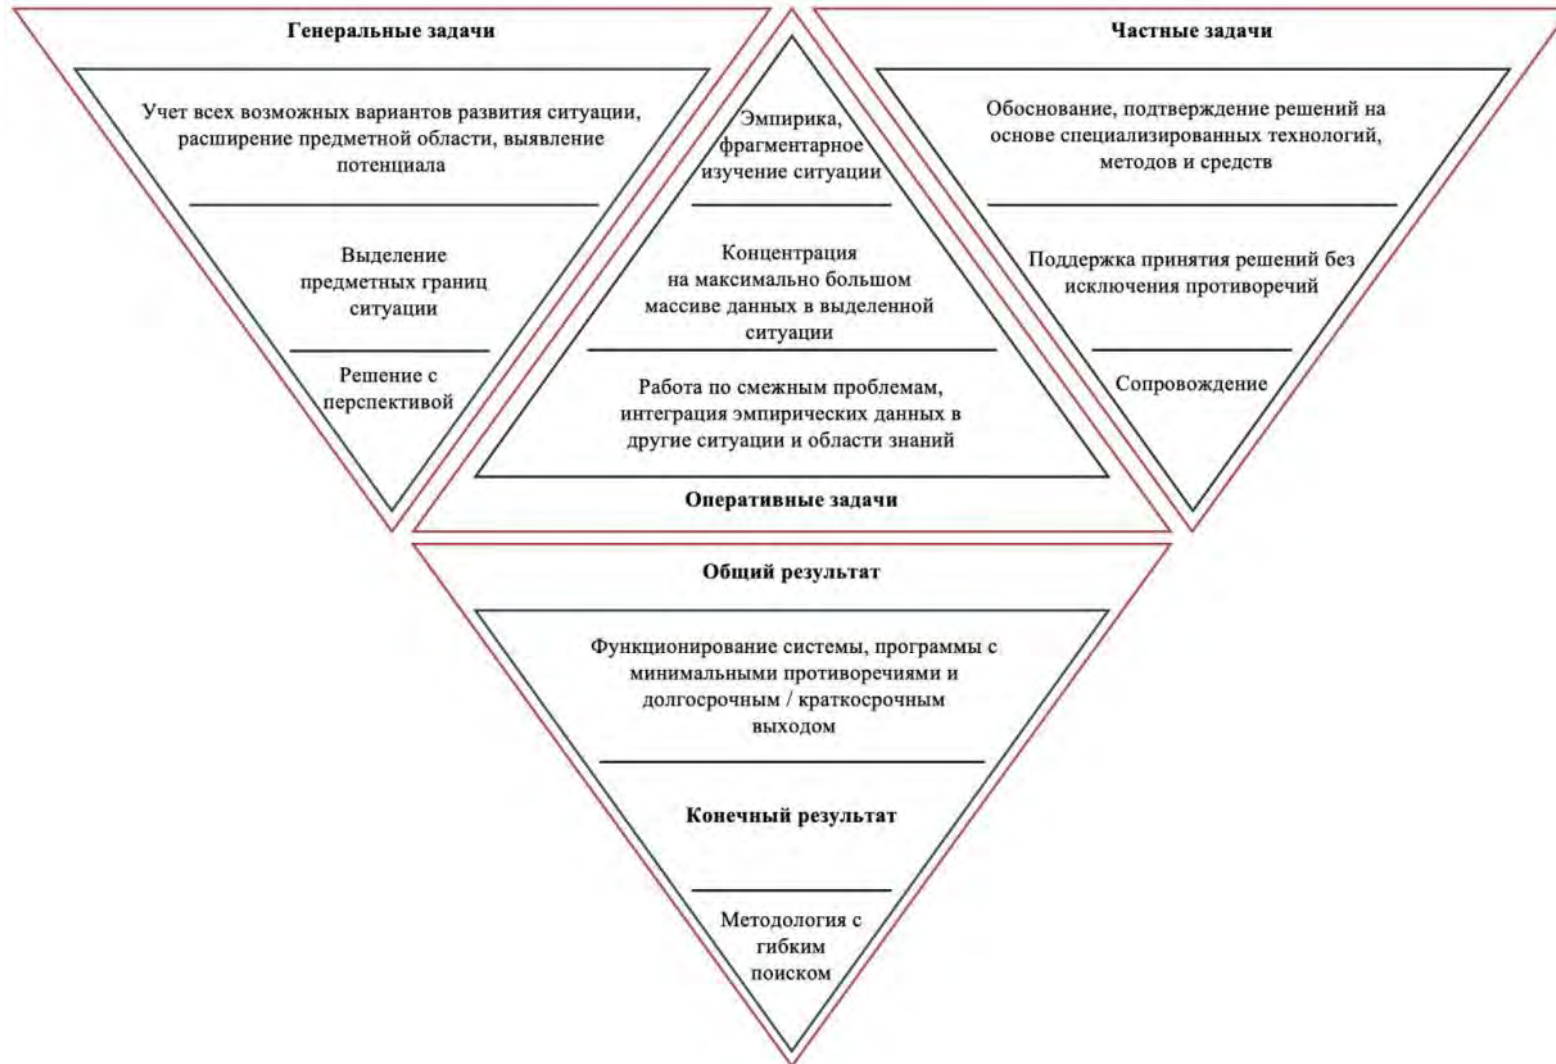 Генеральные задачи
Учет всех возможных вариантов развития ситуации,
расширение предметной области, выявление
потенциала
Выделение
предметных границ
ситуации
Решение с
перспективой
Эмпирика,
фрагментарное
изучение ситуации
Концентрация
на максимально большом
массиве данных в выделенной
ситуации
Работа по смежным проблемам,
интеграция эмпирических данных в
другие ситуации и области знаний
Оперативные задачи
Частные задачи
Обоснование, подтверждение решений на
основе специализированных технологий,
методов и средств
Поддержка принятия решений без
исключения противоречий
Сопровождение
Общий результат
Функционирование системы, программы с
минимальными противоречиями и
долгосрочным / краткосрочным
выходом
Конечный результат
Методология с
гибким
поиском